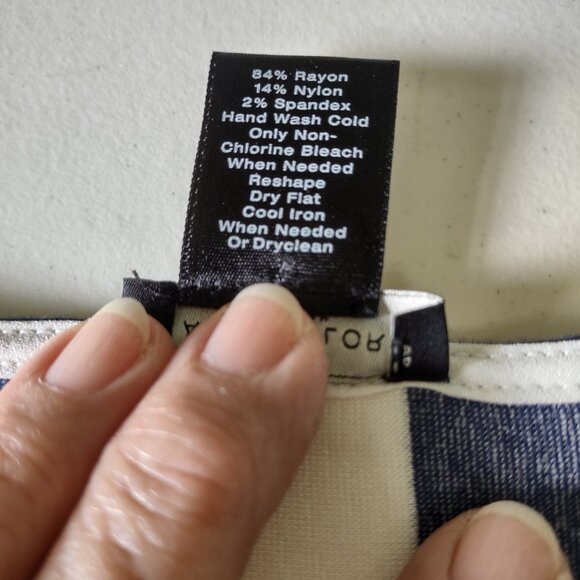 84% Rayon
14% Nylon
2% Spandex
Hand Wash Cold
Only Non-
Chlorine Bleach
When Needed
Reshape
Dry Flat
Cool Iron
When Needed
Or Dryclean